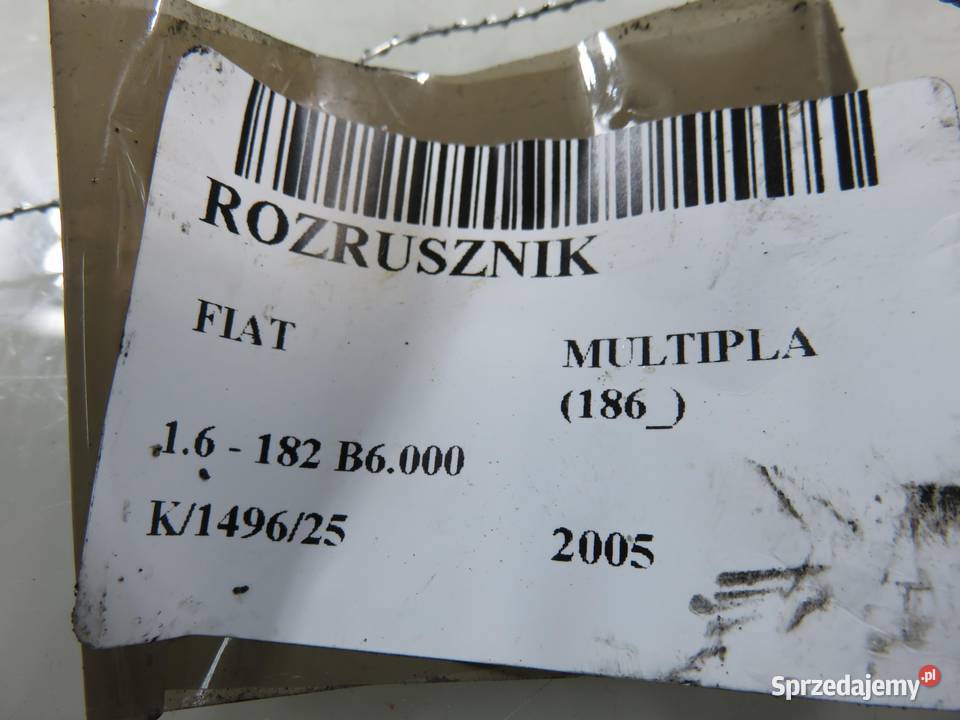 ROZRUSZNIK
FIAT
MULTIPLA
(186_)
1.6 - 182 B6.000
K/1496/25
2005
Sprzedajemy.pl